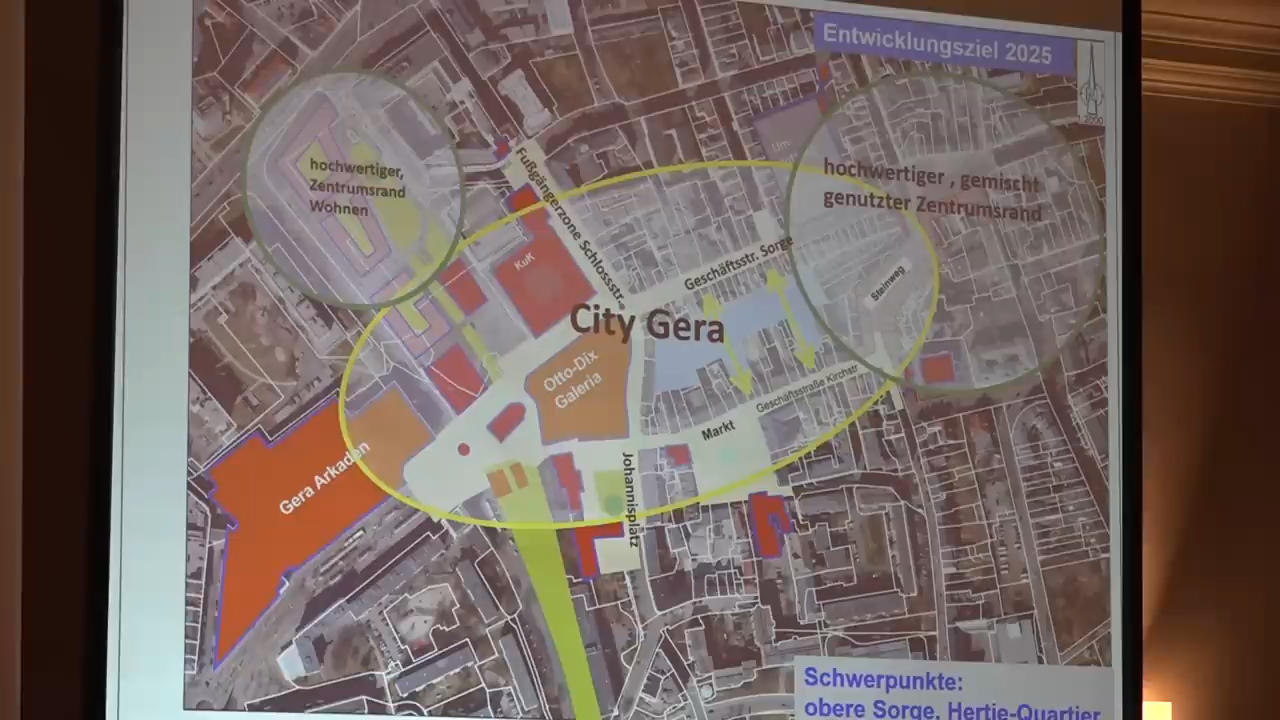 Entwicklungsziel 2025
hochwertiger,
Zentrumsrand
Wohnen
Fußgängerzone Schlossstr.
Um-
hochwertiger , gemischt
genutzter Zentrumsrand
KuK
Geschäftsstr. Sorge
Steinweg
City Gera
Otto-Dix
Galeria
Geschäftsstraße Kirchstr
Markt
Gera Arkaden
Johannisplatz
Schwerpunkte:
obere Sorge, Hertie-Quartier